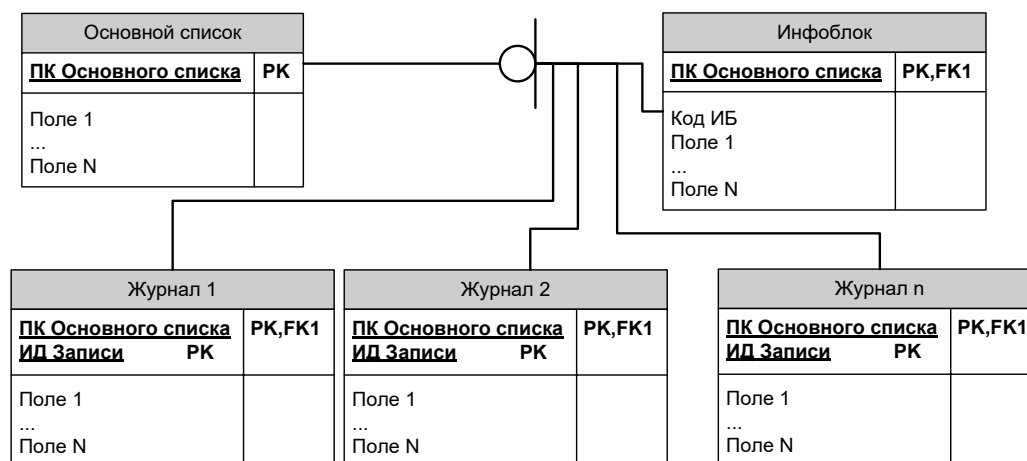 Основной список
ПК Основного списка PK
Поле 1
...
Поле N
Инфоблок
ПК Основного списка PK,FK1
Код ИБ
Поле 1
...
Поле N
Журнал 1
ПК Основного списка PK,FK1
ИД Записи PK
Поле 1
...
Поле N
Журнал 2
ПК Основного списка PK,FK1
ИД Записи PK
Поле 1
...
Поле N
Журнал n
ПК Основного списка PK,FK1
ИД Записи PK
Поле 1
...
Поле N